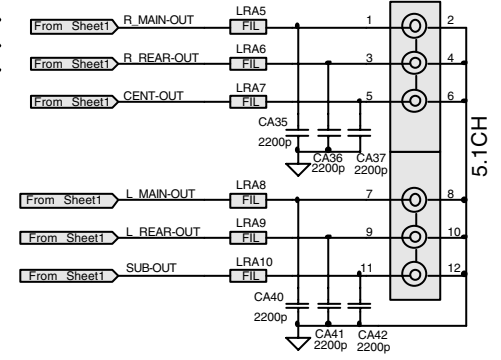 From Sheet1 R_MAIN-OUT LRA5 FIL 1 2
From Sheet1 R_REAR-OUT LRA6 FIL 3 4
From Sheet1 CENT-OUT LRA7 FIL 5 6
CA35
2200p
CA36 CA37
2200p 2200p
5.1CH
From Sheet1 L_MAIN-OUT LRA8 FIL 7 8
From Sheet1 L_REAR-OUT LRA9 FIL 9 10
From Sheet1 SUB-OUT LRA10 FIL 11 12
CA40
2200p
CA41 CA42
2200p 2200p